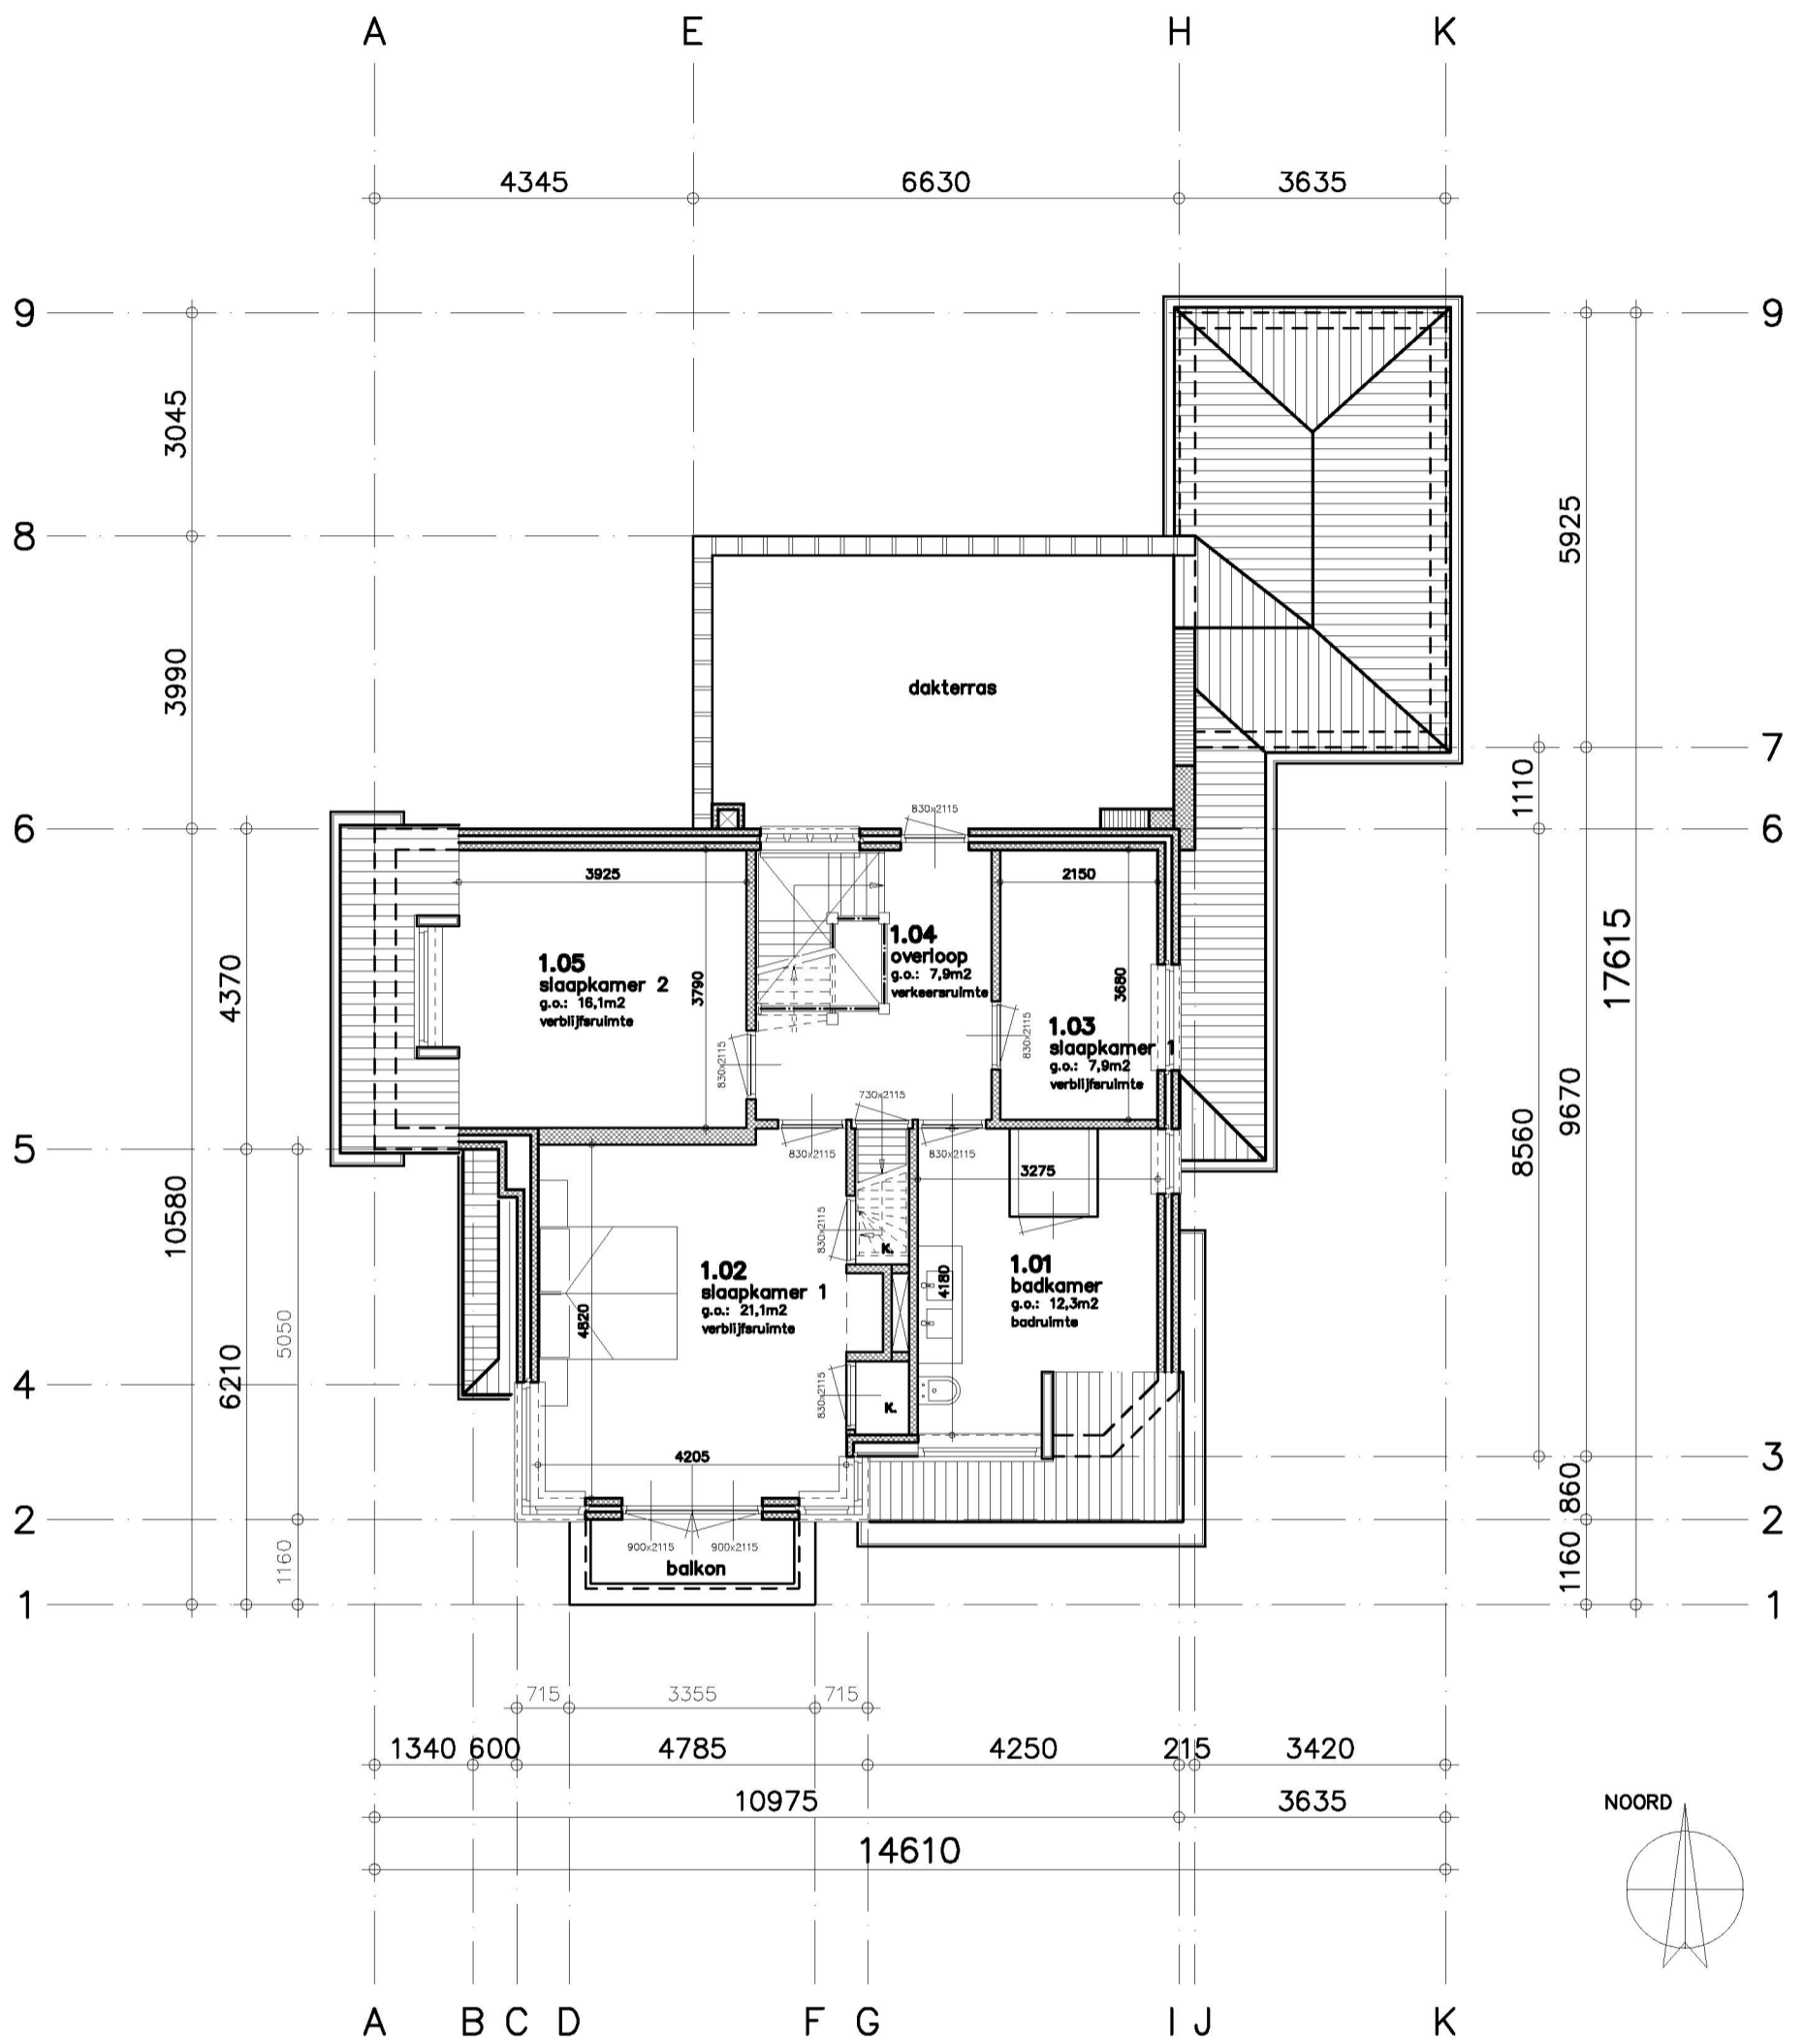 A E H K
4345 6630 3635
9 9
3045
5925
8 8
3990
dakterras
17615
7
1110
6 6
830x2115
3925 2150
1.04
overloop
g.o.: 7,9m2
verkeersruimte
1.05
slaapkamer 2
g.o.: 16,1m2
verblijfsruimte
3790
3680
4370
1.03
slaapkamer 1
g.o.: 7,9m2
verblijfsruimte
830x2115
830x2115
730x2115
9670
8560
5 5
830x2115 830x2115
3275
10580
830x2115
K.
1.02
slaapkamer 1
g.o.: 21,1m2
verblijfsruimte
4820
4180
1.01
badkamer
g.o.: 12,3m2
badruimte
5050
6210
4 4
830x2115
K.
4205
3 3
860
2 2
900x2115 900x2115
balkon
1160
1160
1 1
715 3355 715
1340 600 4785 4250 215 3420
10975 3635
14610
NOORD
A B C D F G I J K